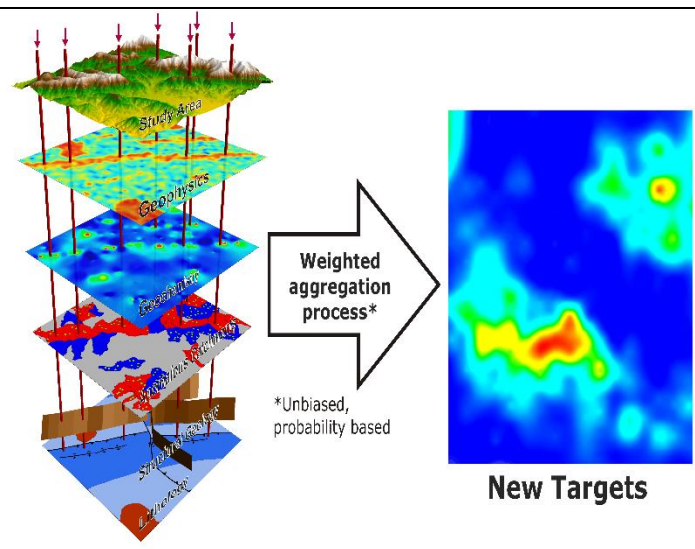 Study Area
Geophysics
Geochemistry
Structural Geology
Lithology
Weighted
aggregation
process*
*Unbiased,
probability based
New Targets